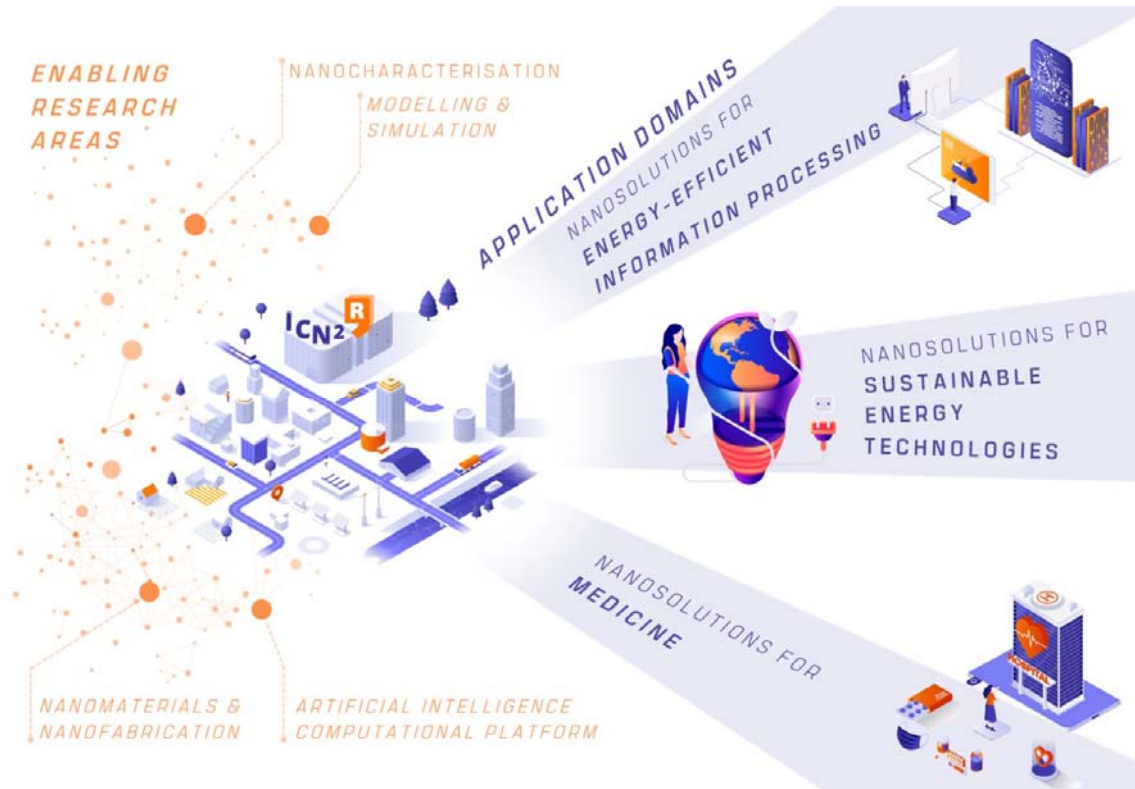 ENABLING
RESEARCH
AREAS
NANOCHARACTERISATION
MODELLING &
SIMULATION
APPLICATION DOMAINS
NANOSOLUTIONS FOR
ENERGY-EFFICIENT
INFORMATION PROCESSING
ICN2
R
NANOSOLUTIONS FOR
SUSTAINABLE
ENERGY
TECHNOLOGIES
NANOSOLUTIONS FOR
MEDICINE
H
HOSPITAL
NANOMATERIALS &
NANOFABRICATION
ARTIFICIAL INTELLIGENCE
COMPUTATIONAL PLATFORM